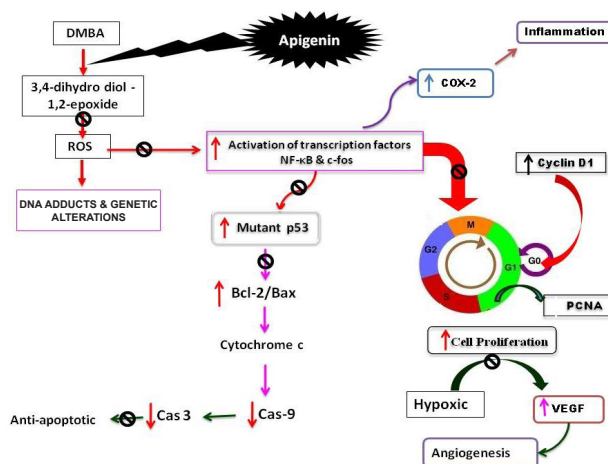 DMBA
Apigenin
Inflammation
3,4-dihydro diol -
1,2-epoxide
COX-2
ROS
Activation of transcription factors
NF-κB & c-fos
Cyclin D1
DNA ADDUCTS & GENETIC
ALTERATIONS
Mutant p53
M
G2
G1
G0
S
Bcl-2/Bax
PCNA
Cytochrome c
Cell Proliferation
Hypoxic
VEGF
Anti-apoptotic
Cas 3
Cas-9
Angiogenesis